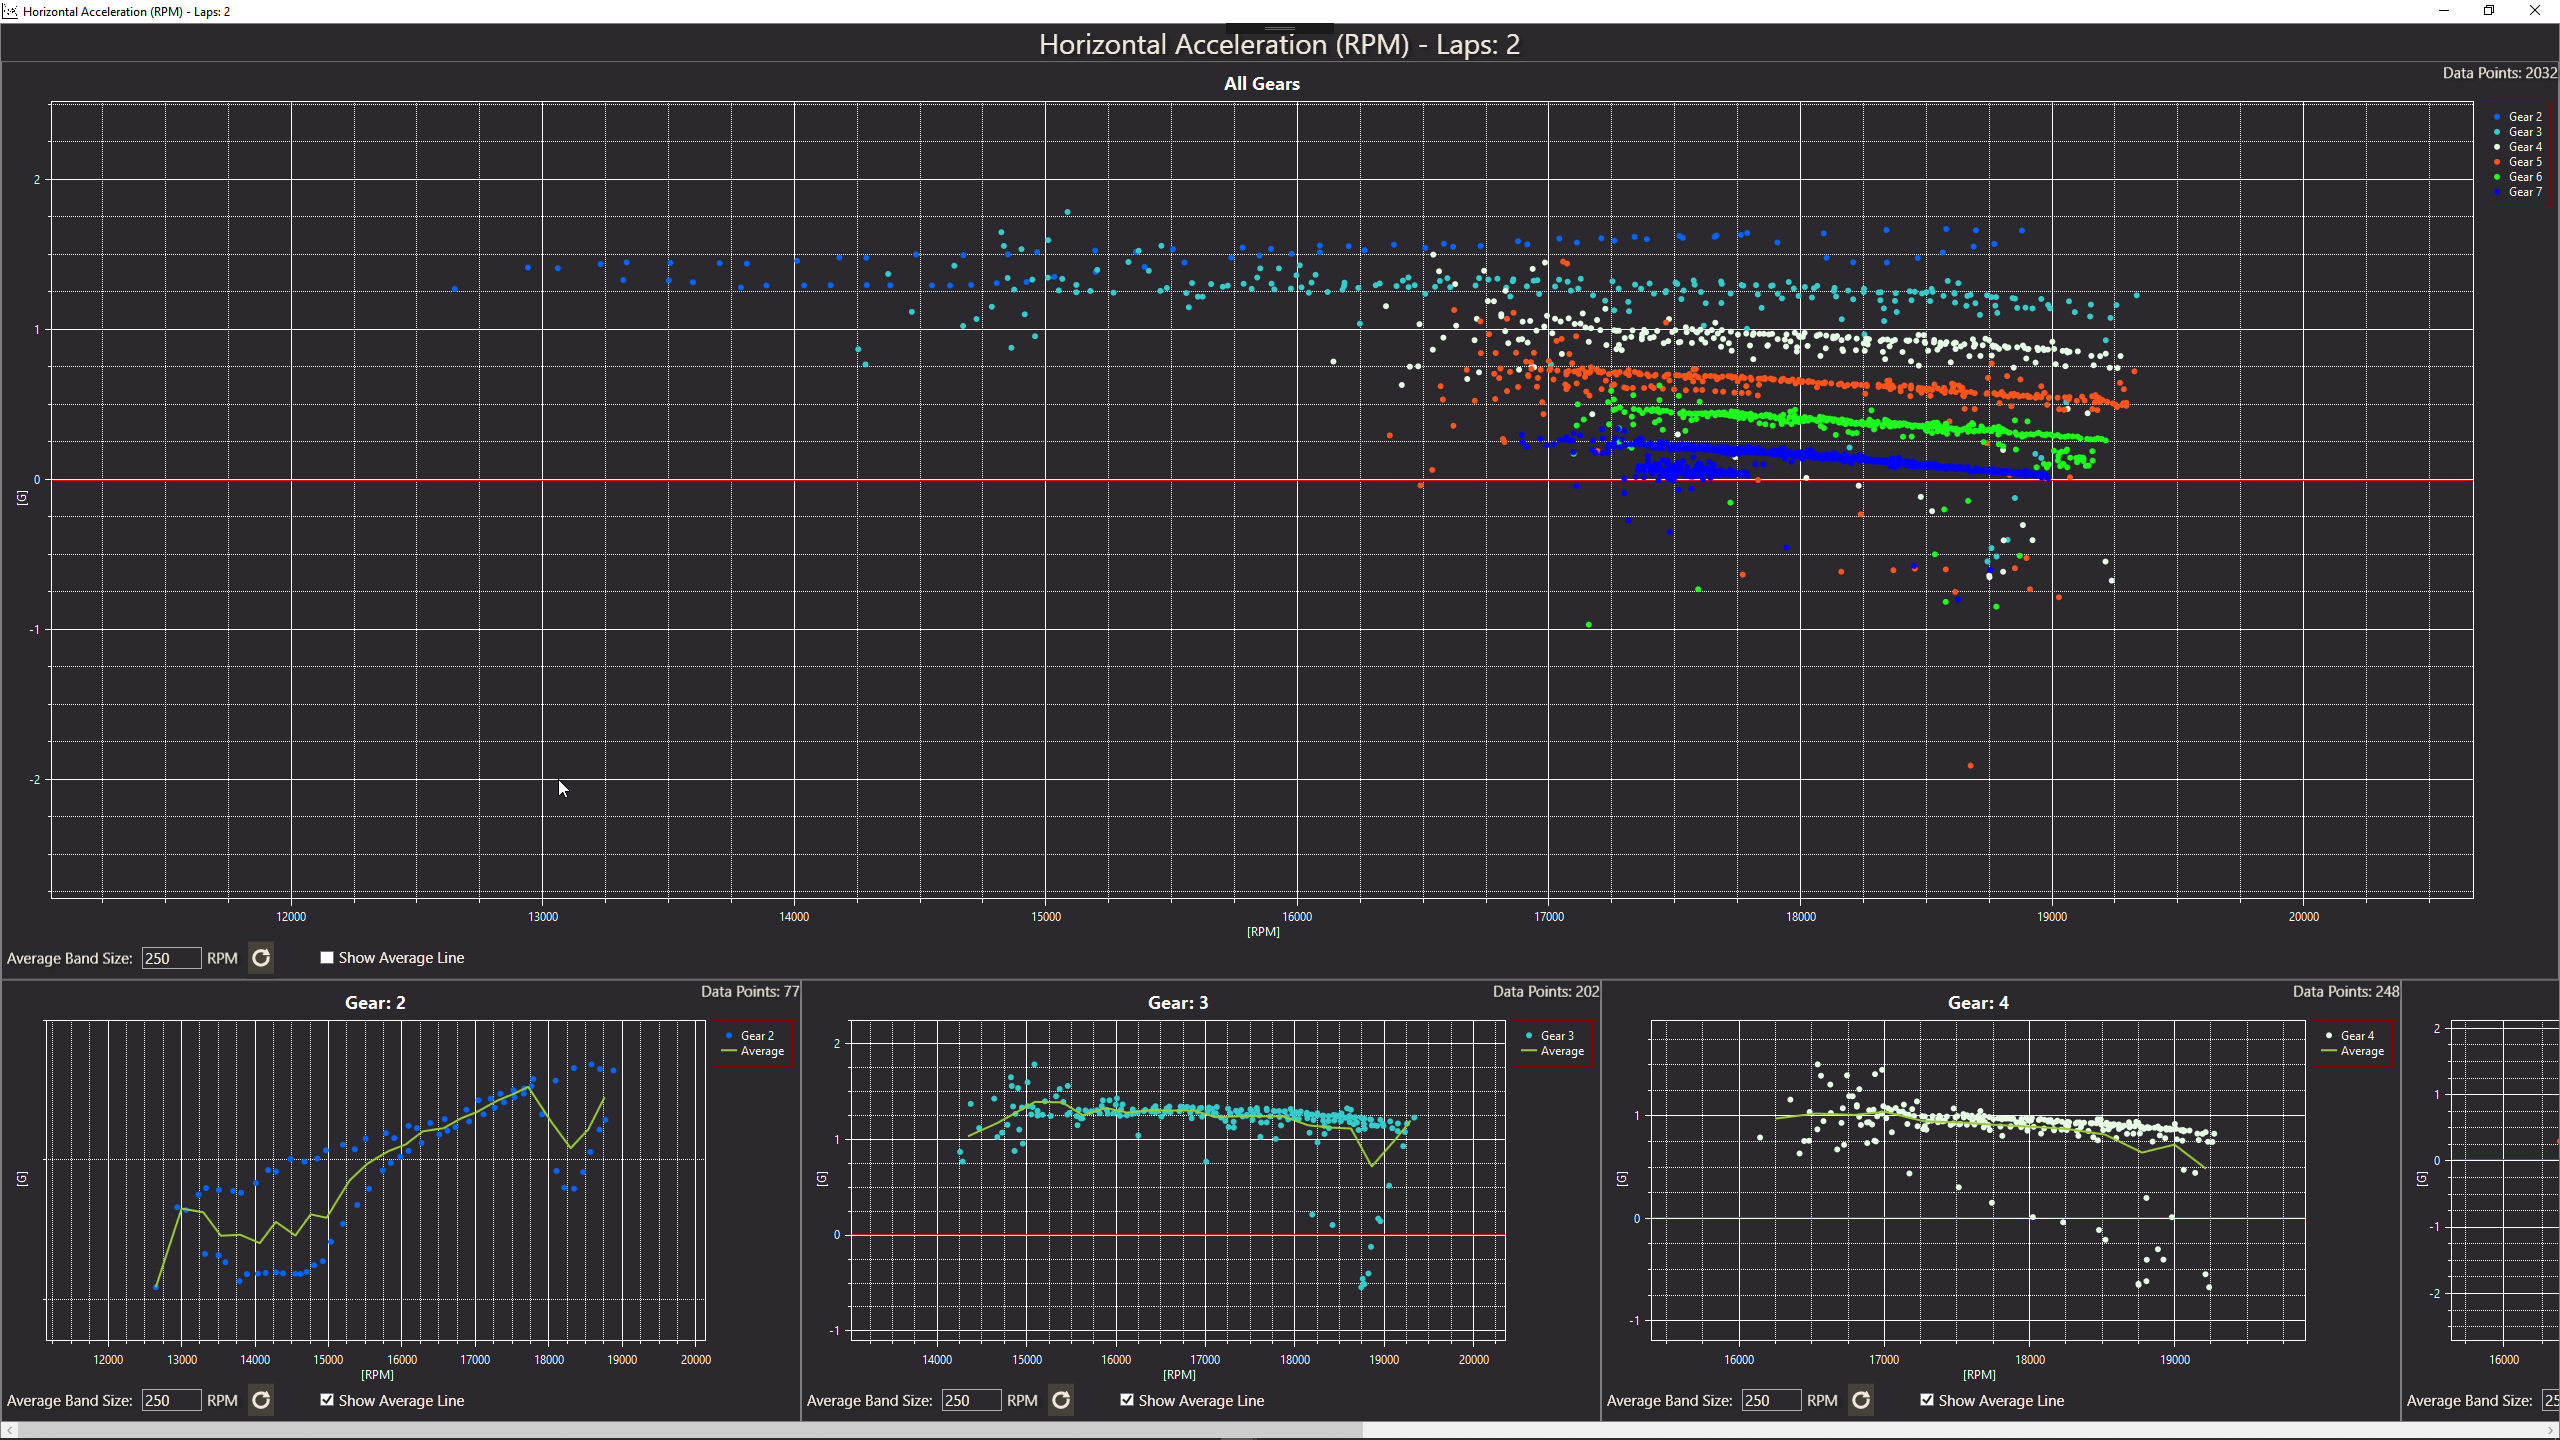 Horizontal Acceleration (RPM) - Laps: 2
Horizontal Acceleration (RPM) - Laps: 2
All Gears
Data Points: 2032
Gear 2
Gear 3
Gear 4
Gear 5
Gear 6
Gear 7
2
1
0
-1
-2
[G]
12000 13000 14000 15000 16000 17000 18000 19000 20000
[RPM]
Average Band Size: 250 RPM Show Average Line
Gear: 2
Data Points: 77
Gear 2
Average
[G]
12000 13000 14000 15000 16000 17000 18000 19000 20000
[RPM]
Average Band Size: 250 RPM Show Average Line
Gear: 3
Data Points: 202
Gear 3
Average
2
1
0
-1
[G]
14000 15000 16000 17000 18000 19000 20000
[RPM]
Average Band Size: 250 RPM Show Average Line
Gear: 4
Data Points: 248
Gear 4
Average
1
0
-1
[G]
16000 17000 18000 19000
[RPM]
Average Band Size: 250 RPM Show Average Line
2
1
0
-1
-2
[G]
16000
Average Band Size: 25